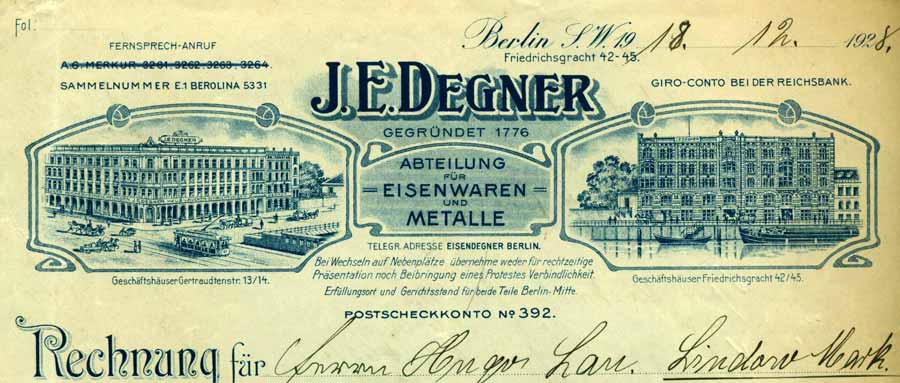 Fol.
Berlin S.W. 19, 18. 12. 1928.
Friedrichsgracht 42-45.
FERNSPRECH-ANRUF
A.G. MERKUR 3261, 3262, 3263, 3264.
SAMMELNUMMER E.1 BEROLINA 5331
J.E. DEGNER
GEGRÜNDET 1776
GIRO-CONTO BEI DER REICHSBANK.
J.E. DEGNER
ABTEILUNG
FÜR
EISENWAREN
UND
METALLE
TELEGR. ADRESSE EISENDEGNER BERLIN.
Bei Wechseln auf Nebenplätze übernehme weder für rechtzeitige
Präsentation noch Beibringung eines Protestes Verbindlichkeit.
Erfüllungsort und Gerichtsstand für beide Teile Berlin-Mitte.
Geschäftshäuser Gertraudtenstr. 13/14.
Geschäftshäuser Friedrichsgracht 42/45.
POSTSCHECKKONTO No 392.
Rechnung für Herrn Hugo Lau. Lindow Mark.